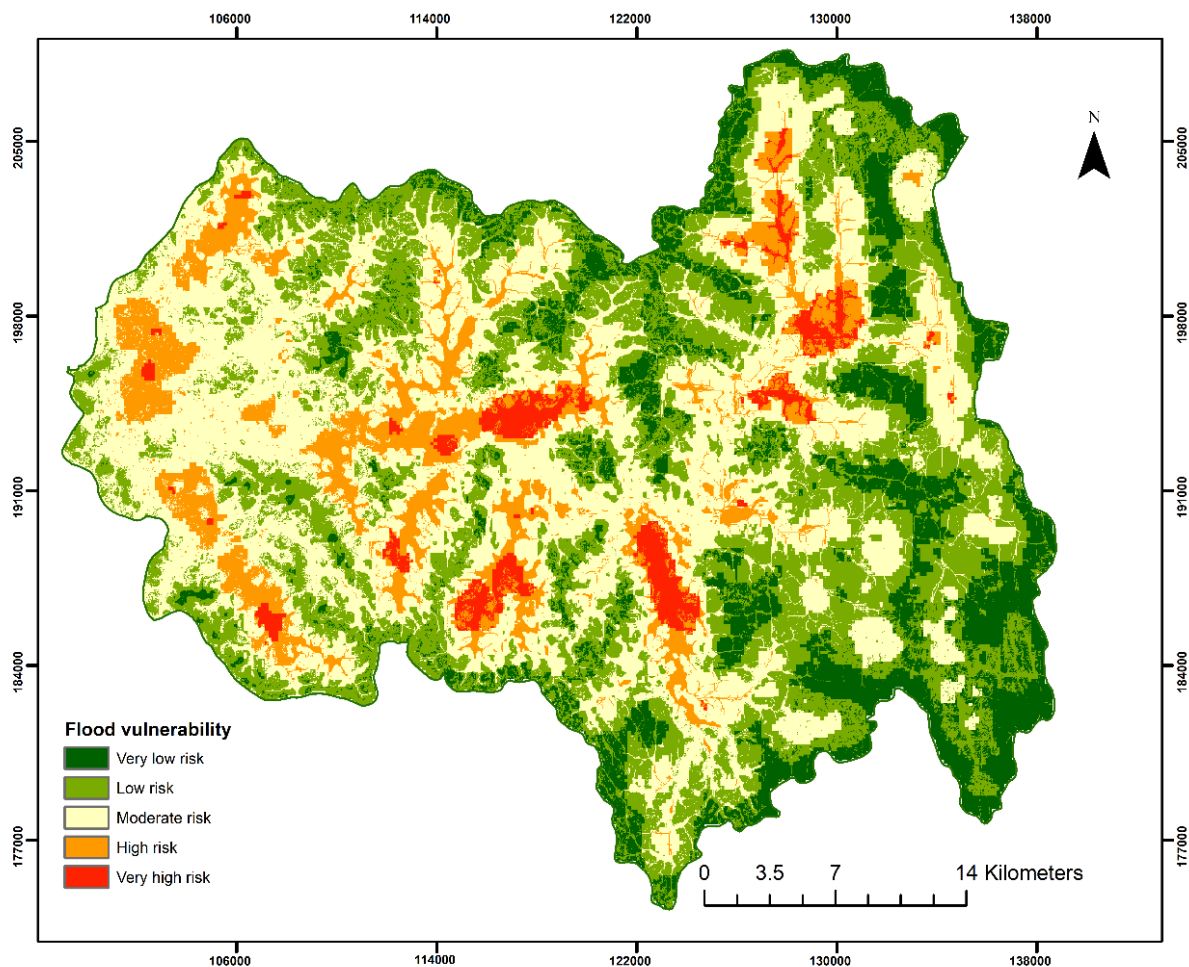 106000 114000 122000 130000 138000
N
205000 205000
198000 198000
191000 191000
184000 184000
177000 177000
Flood vulnerability
Very low risk
Low risk
Moderate risk
High risk
Very high risk
0 3.5 7 14 Kilometers
106000 114000 122000 130000 138000